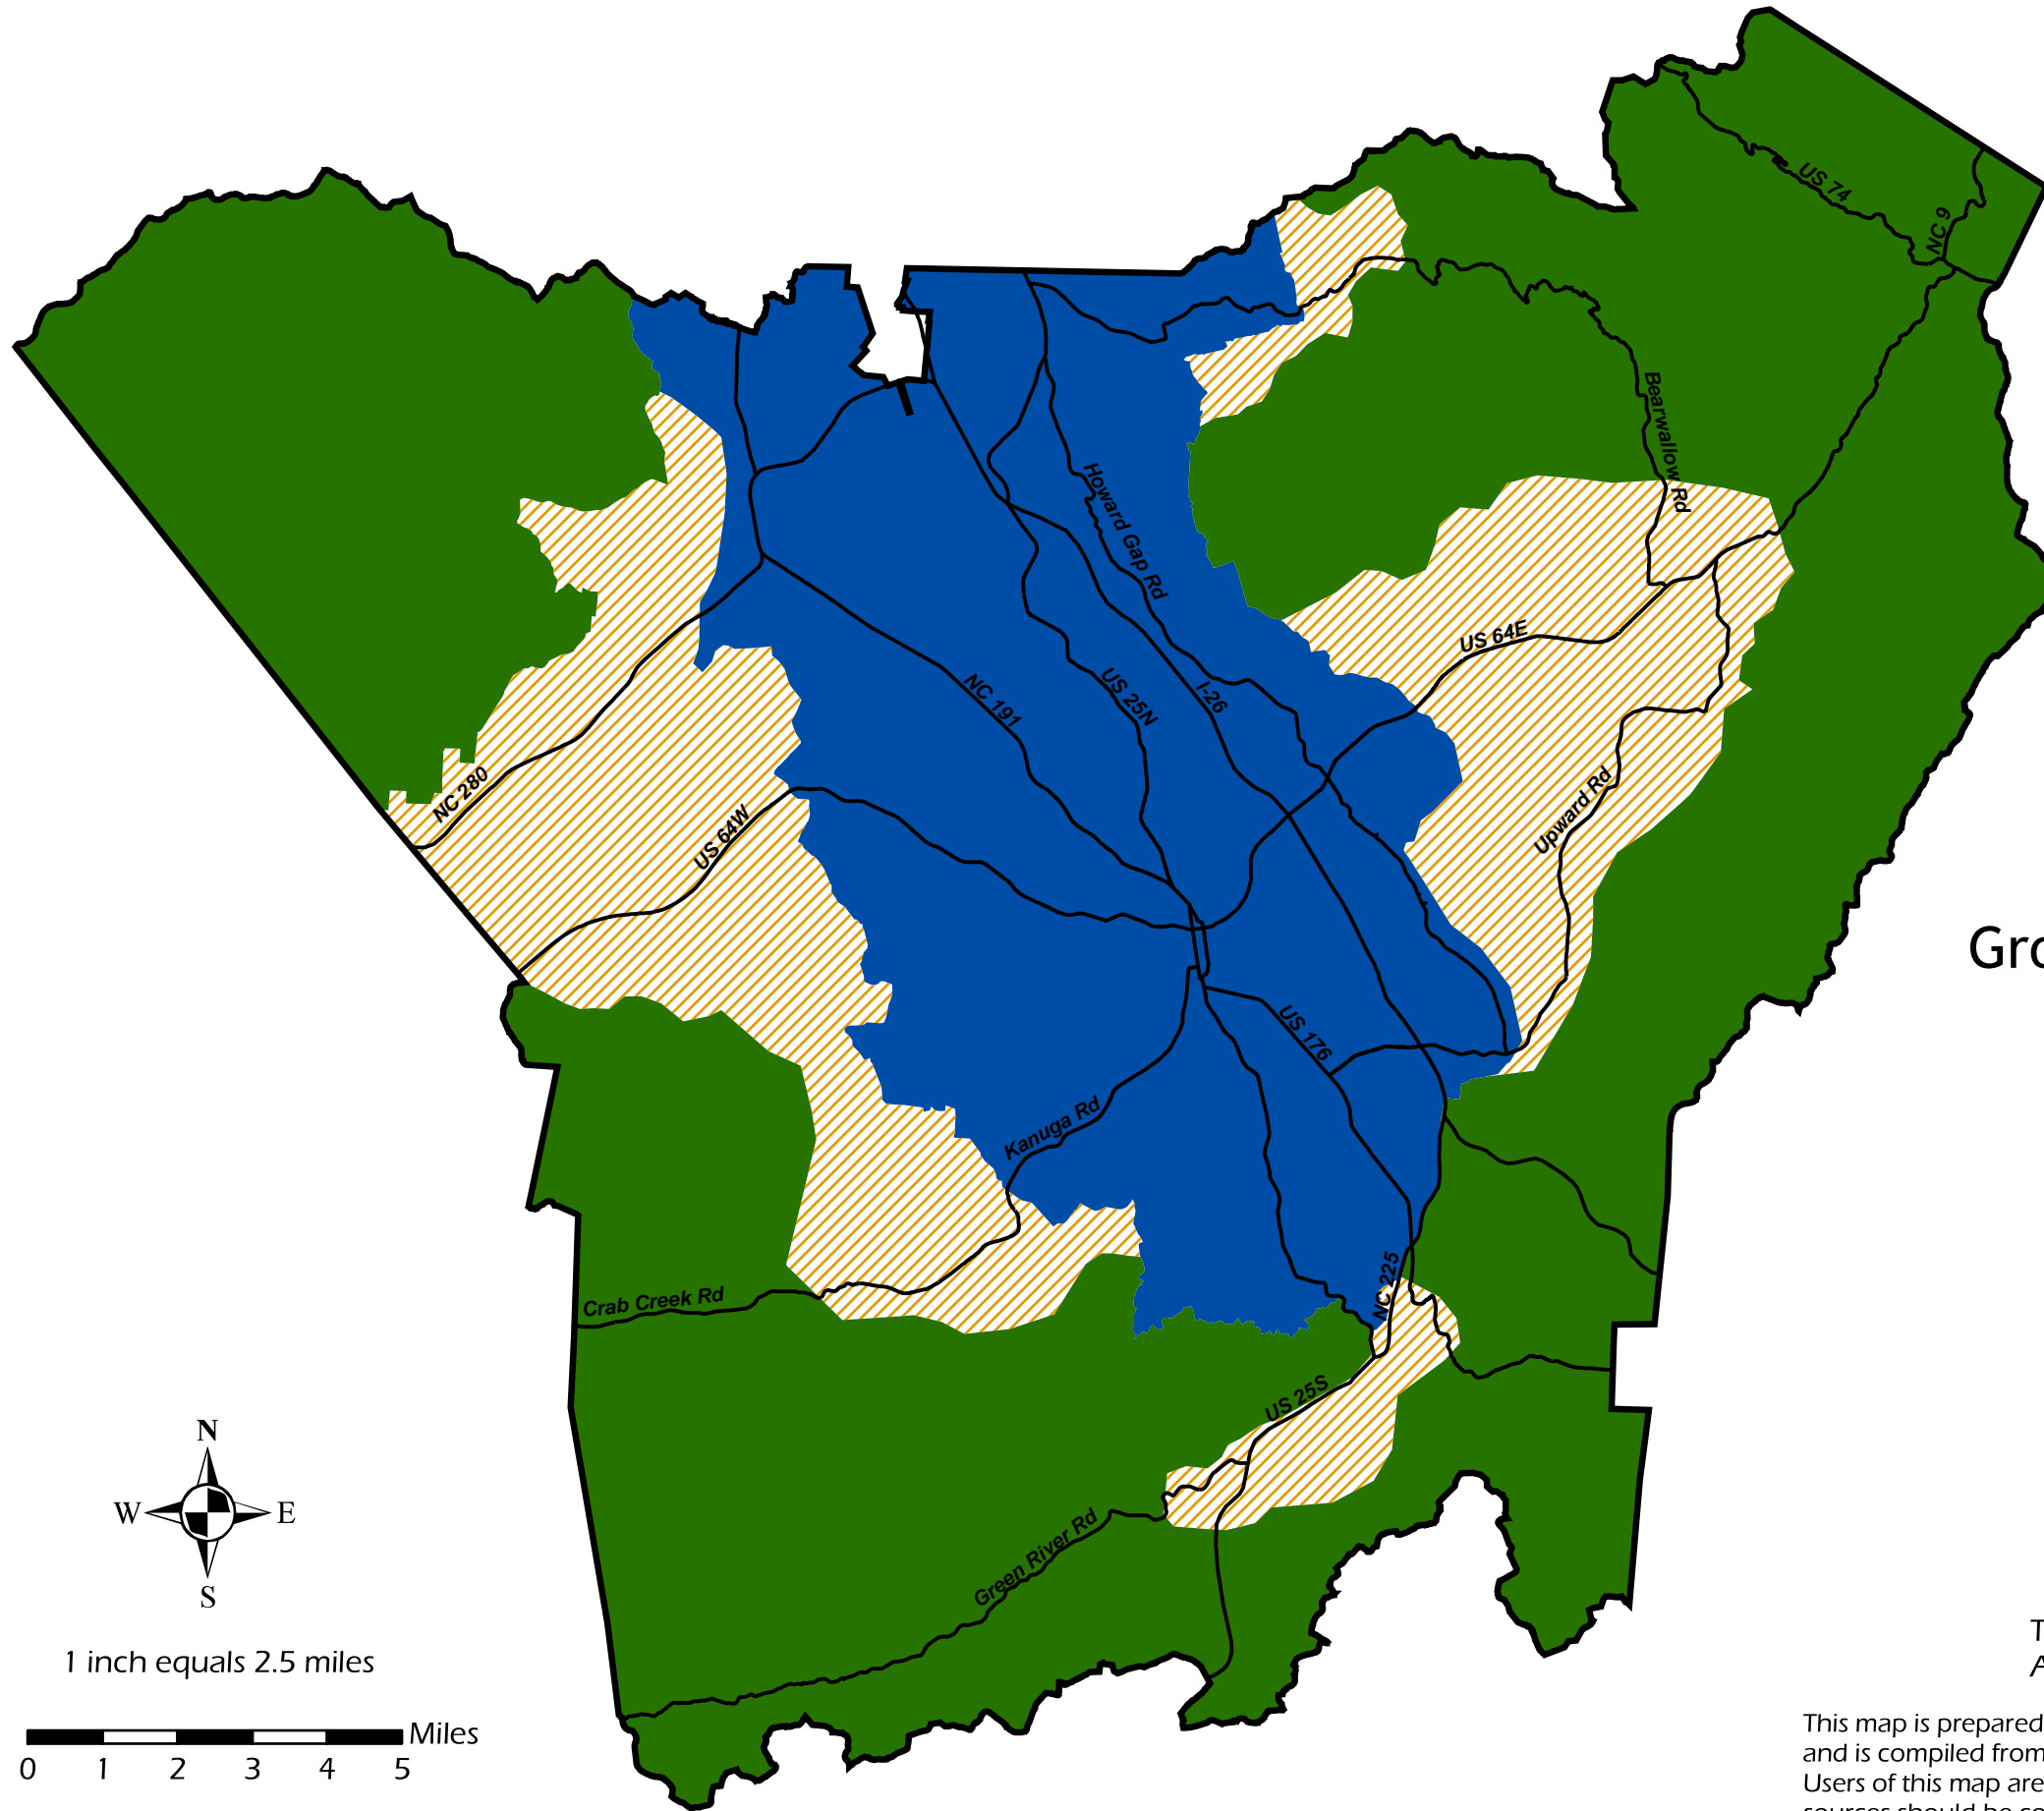 US 74
NC 9
Bearwallow Rd
Howard Gap Rd
US 64E
NC 191
US 25N
I-26
NC 280
US 64W
Upward Rd
Gro
US 176
Kanuga Rd
NC 225
Crab Creek Rd
US 25S
Green River Rd
N
W E
S
1 inch equals 2.5 miles
Miles
0 1 2 3 4 5
T
A
This map is prepared
and is compiled from
Users of this map are